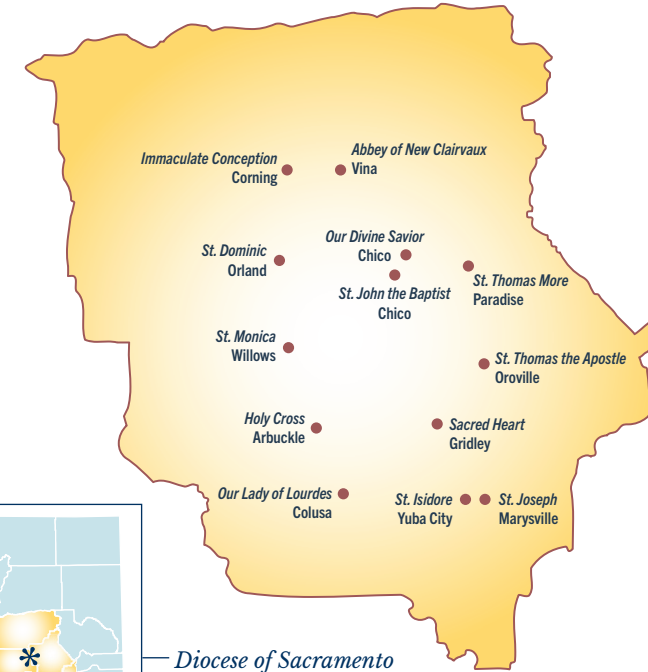 Immaculate Conception
Corning
Abbey of New Clairvaux
Vina
St. Dominic
Orland
Our Divine Savior
Chico
St. John the Baptist
Chico
St. Thomas More
Paradise
St. Monica
Willows
St. Thomas the Apostle
Oroville
Holy Cross
Arbuckle
Sacred Heart
Gridley
Our Lady of Lourdes
Colusa
St. Isidore
Yuba City
St. Joseph
Marysville
*
Diocese of Sacramento